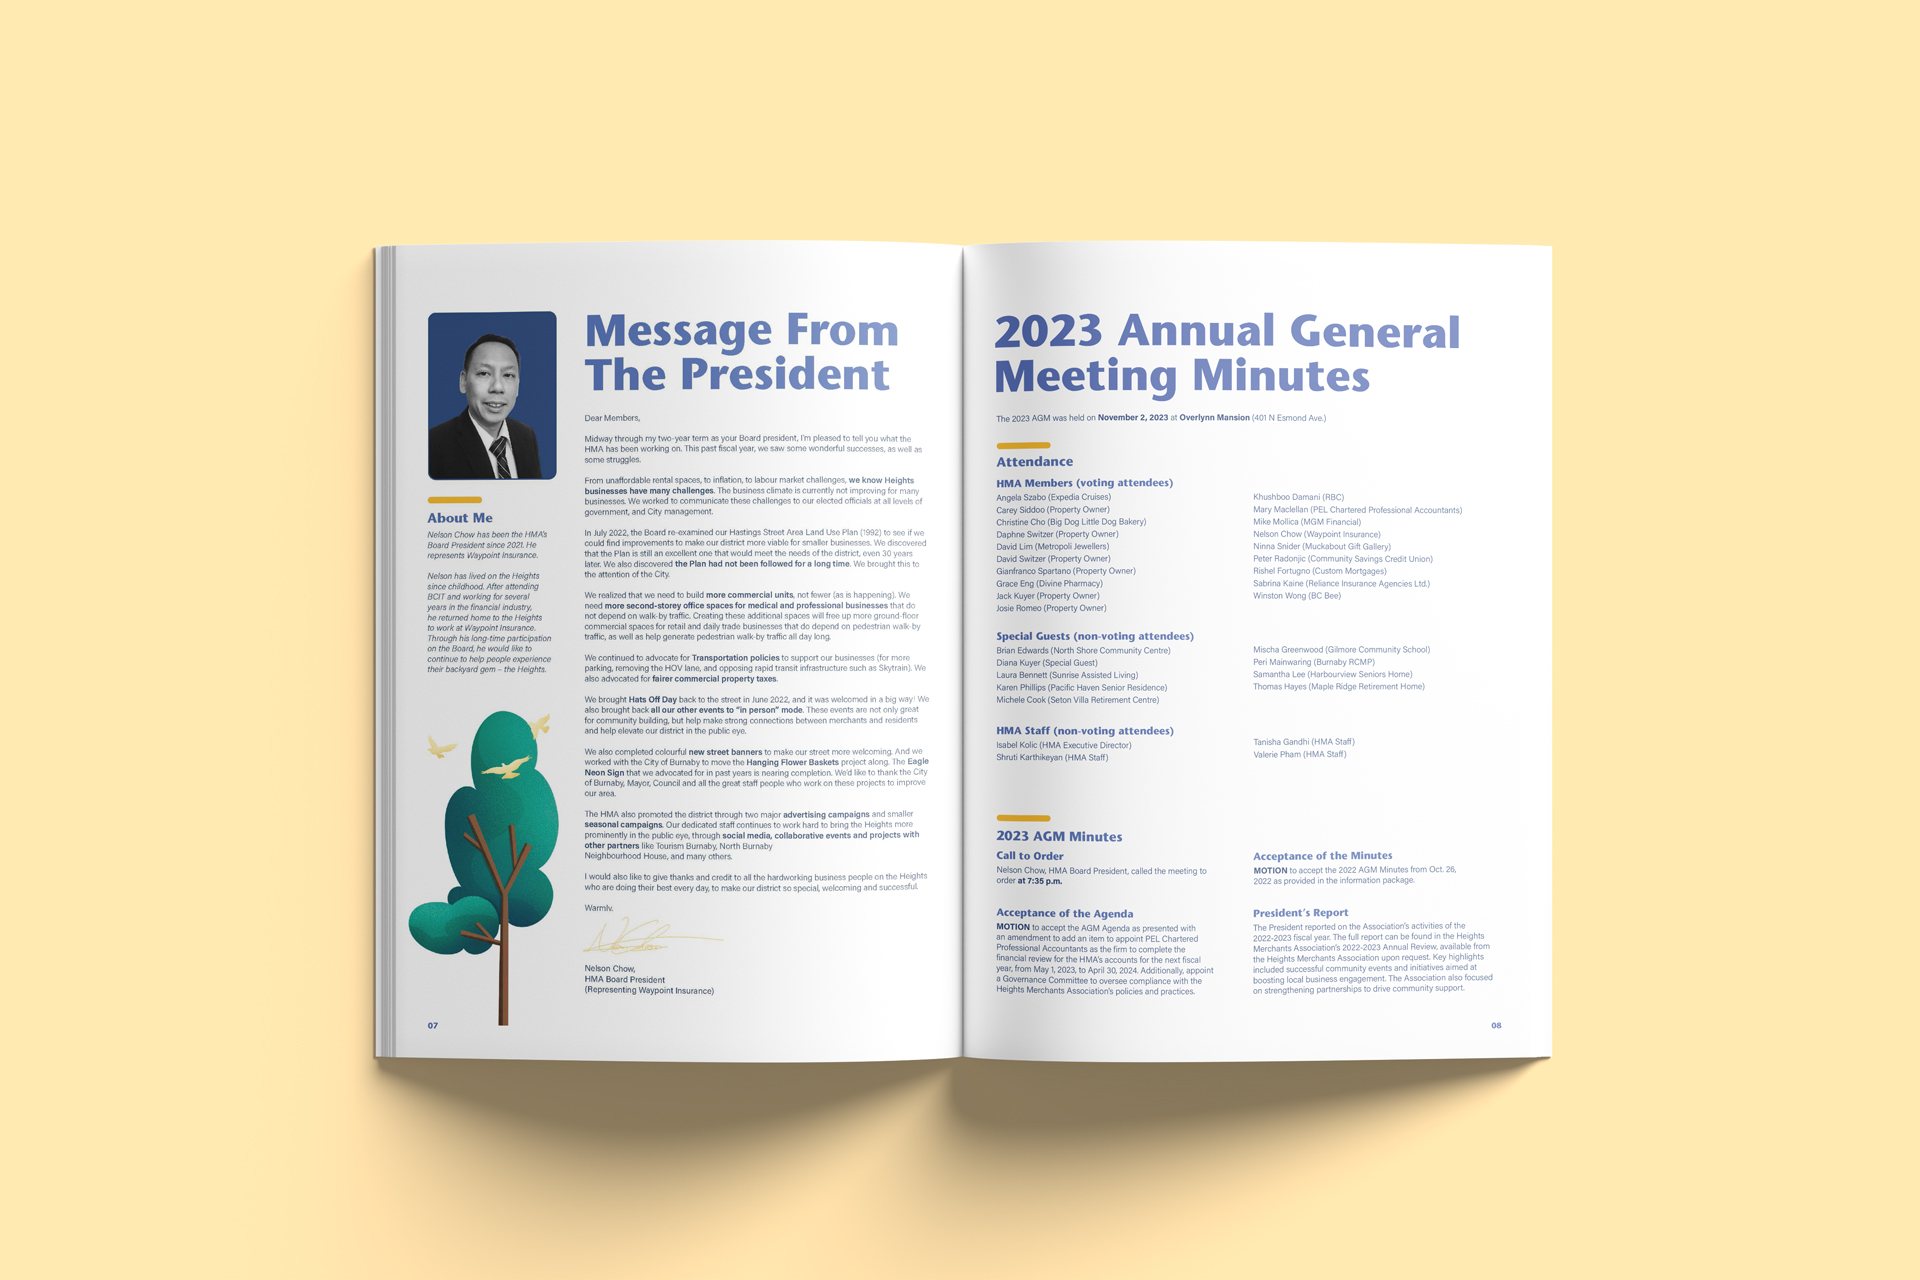 Message From
The President
Dear Members,
Midway through my two-year term as your Board president, I'm pleased to tell you what the
HMA has been working on. This past fiscal year, we saw some wonderful successes, as well as
some struggles.
From unaffordable rental spaces, to inflation, to labour market challenges, we know Heights
businesses have many challenges. The business climate is currently not improving for many
businesses. We worked to communicate these challenges to our elected officials at all levels of
government, and City management.
In July 2022, the Board re-examined our Hastings Street Area Land Use Plan (1992) to see if we
could find improvements to make our district more viable for smaller businesses. We discovered
that the Plan is still an excellent one that would meet the needs of the district, even 30 years
later. We also discovered the Plan had not been followed for a long time. We brought this to
the attention of the City.
We realized that we need to build more commercial units, not fewer (as is happening). We
need more second-storey office spaces for medical and professional businesses that do
not depend on walk-by traffic. Creating these additional spaces will free up more ground-floor
commercial spaces for retail and daily trade businesses that do depend on pedestrian walk-by
traffic, as well as help generate pedestrian walk-by traffic all day long.
We continued to advocate for Transportation policies to support our businesses (for more
parking, removing the HOV lane, and opposing rapid transit infrastructure such as Skytrain). We
also advocated for fairer commercial property taxes.
We brought Hats Off Day back to the street in June 2022, and it was welcomed in a big way! We
also brought back all our other events to "in person" mode. These events are not only great
for community building, but help make strong connections between merchants and residents
and help elevate our district in the public eye.
We also completed colourful new street banners to make our street more welcoming. And we
worked with the City of Burnaby to move the Hanging Flower Baskets project along. The Eagle
Neon Sign that we advocated for in past years is nearing completion. We'd like to thank the City
of Burnaby, Mayor, Council and all the great staff people who work on these projects to improve
our area.
The HMA also promoted the district through two major advertising campaigns and smaller
seasonal campaigns. Our dedicated staff continues to work hard to bring the Heights more
prominently in the public eye, through social media, collaborative events and projects with
other partners like Tourism Burnaby, North Burnaby
Neighbourhood House, and many others.
I would also like to give thanks and credit to all the hardworking business people on the Heights
who are doing their best every day, to make our district so special, welcoming and successful.
Warmly,
Nelson Chow,
HMA Board President
(Representing Waypoint Insurance)
About Me
Nelson Chow has been the HMA's
Board President since 2021. He
represents Waypoint Insurance.
Nelson has lived on the Heights
since childhood. After attending
BCIT and working for several
years in the financial industry,
he returned home to the Heights
to work at Waypoint Insurance.
Through his long-time participation
on the Board, he would like to
continue to help people experience
their backyard gem – the Heights.
07
2023 Annual General
Meeting Minutes
The 2023 AGM was held on November 2, 2023 at Overlynn Mansion (401 N Esmond Ave.)
Attendance
HMA Members (voting attendees)
Angela Szabo (Expedia Cruises)
Carey Siddoo (Property Owner)
Christine Cho (Big Dog Little Dog Bakery)
Daphne Switzer (Property Owner)
David Lim (Metropoli Jewellers)
David Switzer (Property Owner)
Gianfranco Spartano (Property Owner)
Grace Eng (Divine Pharmacy)
Jack Kuyer (Property Owner)
Josie Romeo (Property Owner)
Khushboo Damani (RBC)
Mary Maclellan (PEL Chartered Professional Accountants)
Mike Mollica (MGM Financial)
Nelson Chow (Waypoint Insurance)
Ninna Snider (Muckabout Gift Gallery)
Peter Radonjic (Community Savings Credit Union)
Rishel Fortugno (Custom Mortgages)
Sabrina Kaine (Reliance Insurance Agencies Ltd.)
Winston Wong (BC Bee)
Special Guests (non-voting attendees)
Brian Edwards (North Shore Community Centre)
Diana Kuyer (Special Guest)
Laura Bennett (Sunrise Assisted Living)
Karen Phillips (Pacific Haven Senior Residence)
Michele Cook (Seton Villa Retirement Centre)
Mischa Greenwood (Gilmore Community School)
Peri Mainwaring (Burnaby RCMP)
Samantha Lee (Harbourview Seniors Home)
Thomas Hayes (Maple Ridge Retirement Home)
HMA Staff (non-voting attendees)
Isabel Kolic (HMA Executive Director)
Shruti Karthikeyan (HMA Staff)
Tanisha Gandhi (HMA Staff)
Valerie Pham (HMA Staff)
2023 AGM Minutes
Call to Order
Nelson Chow, HMA Board President, called the meeting to
order at 7:35 p.m.
Acceptance of the Agenda
MOTION to accept the AGM Agenda as presented with
an amendment to add an item to appoint PEL Chartered
Professional Accountants as the firm to complete the
financial review for the HMA's accounts for the next fiscal
year, from May 1, 2023, to April 30, 2024. Additionally, appoint
a Governance Committee to oversee compliance with the
Heights Merchants Association's policies and practices.
Acceptance of the Minutes
MOTION to accept the 2022 AGM Minutes from Oct. 26,
2022 as provided in the information package.
President's Report
The President reported on the Association's activities of the
2022-2023 fiscal year. The full report can be found in the Heights
Merchants Association's 2022-2023 Annual Review, available from
the Heights Merchants Association upon request. Key highlights
included successful community events and initiatives aimed at
boosting local business engagement. The Association also focused
on strengthening partnerships to drive community support.
08